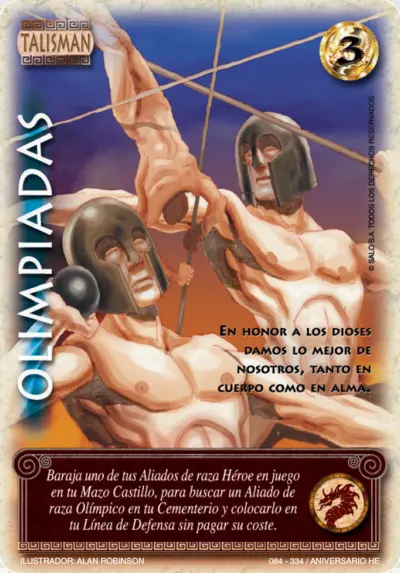 TALISMAN
3
OLIMPIADAS
© SALO S.A. TODOS LOS DERECHOS RESERVADOS
EN HONOR A LOS DIOSES
DAMOS LO MEJOR DE
NOSOTROS, TANTO EN
CUERPO COMO EN ALMA.
Baraja uno de tus Aliados de raza Héroe en juego
en tu Mazo Castillo, para buscar un Aliado de
raza Olímpico en tu Cementerio y colocarlo en
tu Línea de Defensa sin pagar su coste.
ILUSTRADOR: ALAN ROBINSON
084 - 334 / ANIVERSARIO HE